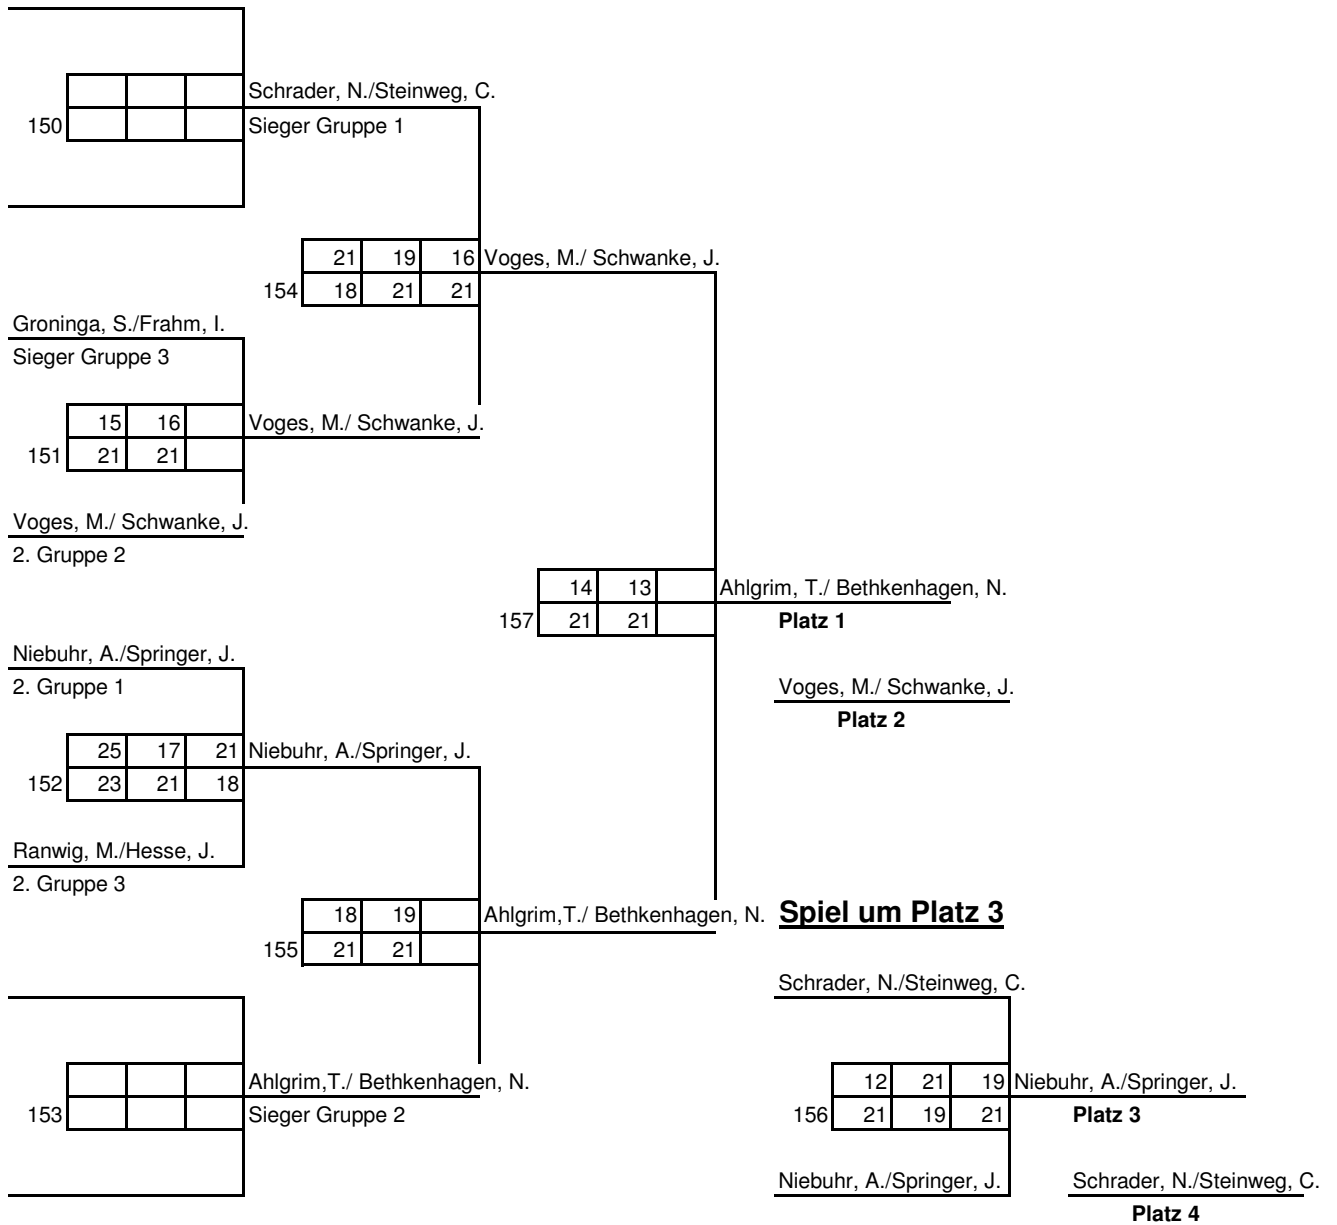 Schrader, N./Steinweg, C.
150 Sieger Gruppe 1
21 19 16 Voges, M./ Schwanke, J.
154 18 21 21
Groninga, S./Frahm, I.
Sieger Gruppe 3
15 16 Voges, M./ Schwanke, J.
151 21 21
Voges, M./ Schwanke, J.
2. Gruppe 2
14 13 Ahlgrim, T./ Bethkenhagen, N.
157 21 21 Platz 1
Niebuhr, A./Springer, J.
2. Gruppe 1 Voges, M./ Schwanke, J.
Platz 2
25 17 21 Niebuhr, A./Springer, J.
152 23 21 18
Ranwig, M./Hesse, J.
2. Gruppe 3
18 19 Ahlgrim,T./ Bethkenhagen, N. Spiel um Platz 3
155 21 21
Schrader, N./Steinweg, C.
Ahlgrim,T./ Bethkenhagen, N. 12 21 19 Niebuhr, A./Springer, J.
153 Sieger Gruppe 2 156 21 19 21 Platz 3
Niebuhr, A./Springer, J. Schrader, N./Steinweg, C.
Platz 4